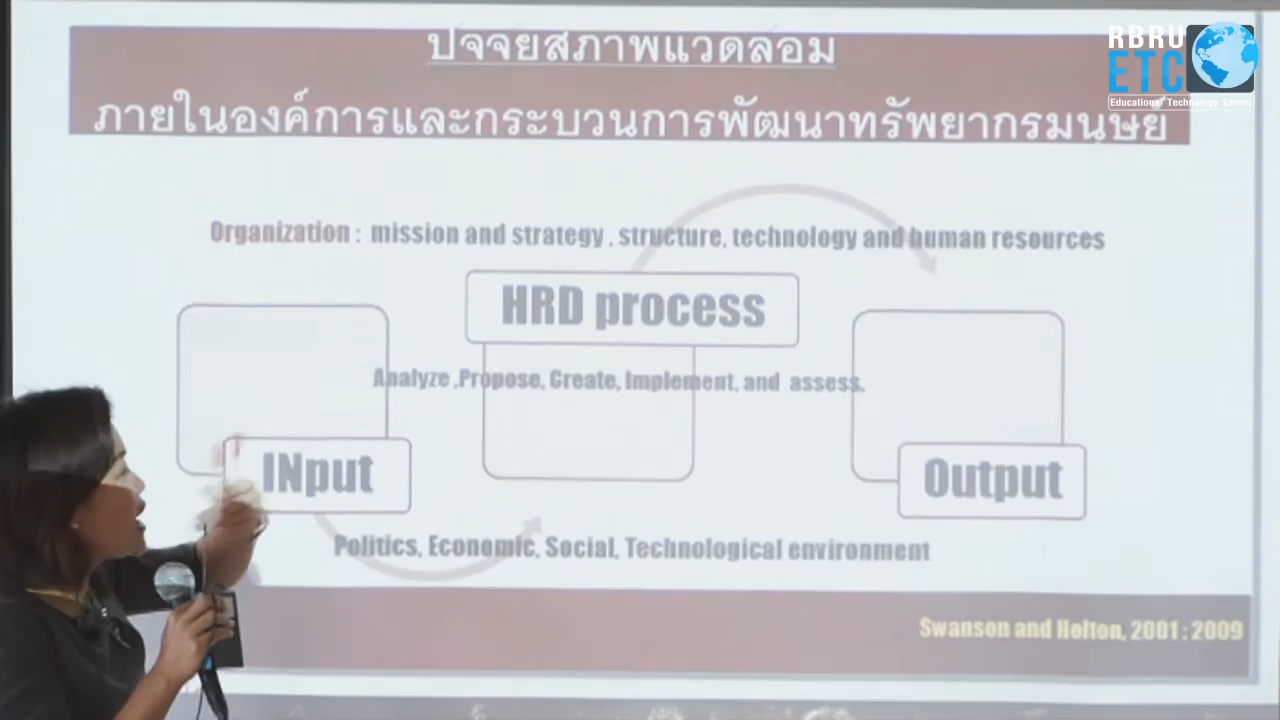 ปัจจัยสภาพแวดล้อม
ภายในองค์การและกระบวนการพัฒนาทรัพยากรมนุษย์
RBRU
ETC
Educational Technology Center
Organization : mission and strategy , structure, technology and human resources
HRD process
Analyze ,Propose, Create, Implement, and assess.
INput
Output
Politics, Economic, Social, Technological environment
Swanson and Holton, 2001 : 2009